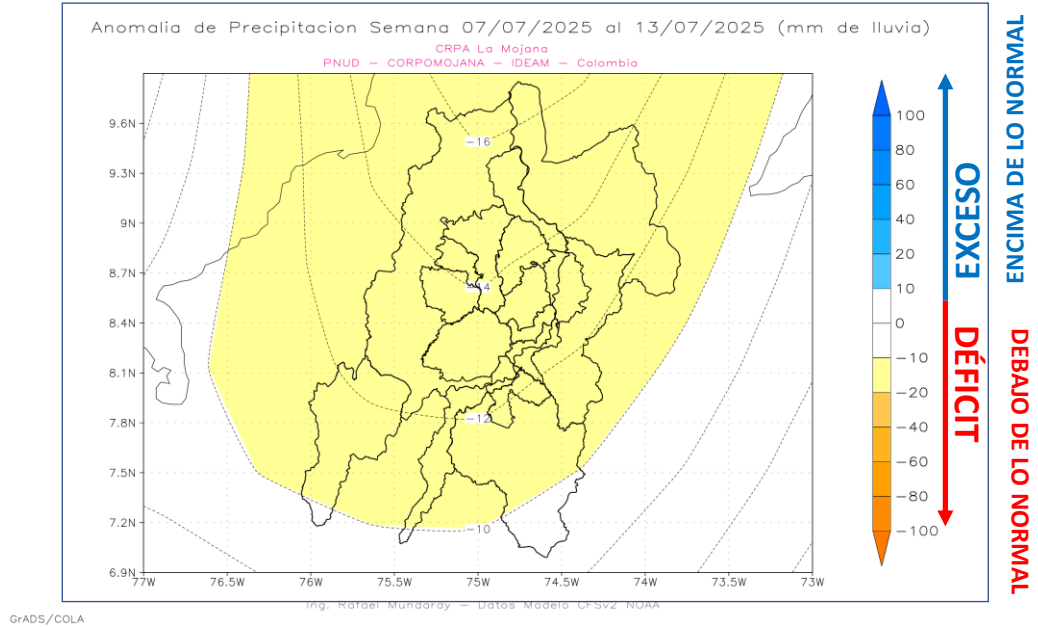 Anomalia de Precipitacion Semana 07/07/2025 al 13/07/2025 (mm de lluvia)
CRPA La Mojana
PNUD – CORPOMOJANA – IDEAM – Colombia
9.6N
9.3N
9N
8.7N
8.4N
8.1N
7.8N
7.5N
7.2N
6.9N
-16
-14
-12
-10
77W
76.5W
76W
75.5W
75W
74.5W
74W
73.5W
73W
100
80
60
40
20
10
0
-10
-20
-40
-60
-80
-100
EXCESO
DÉFICIT
ENCIMA DE LO NORMAL
DEBAJO DE LO NORMAL
Ing. Rafael Mundaray – Datos Modelo CFSv2 NOAA
GrADS/COLA